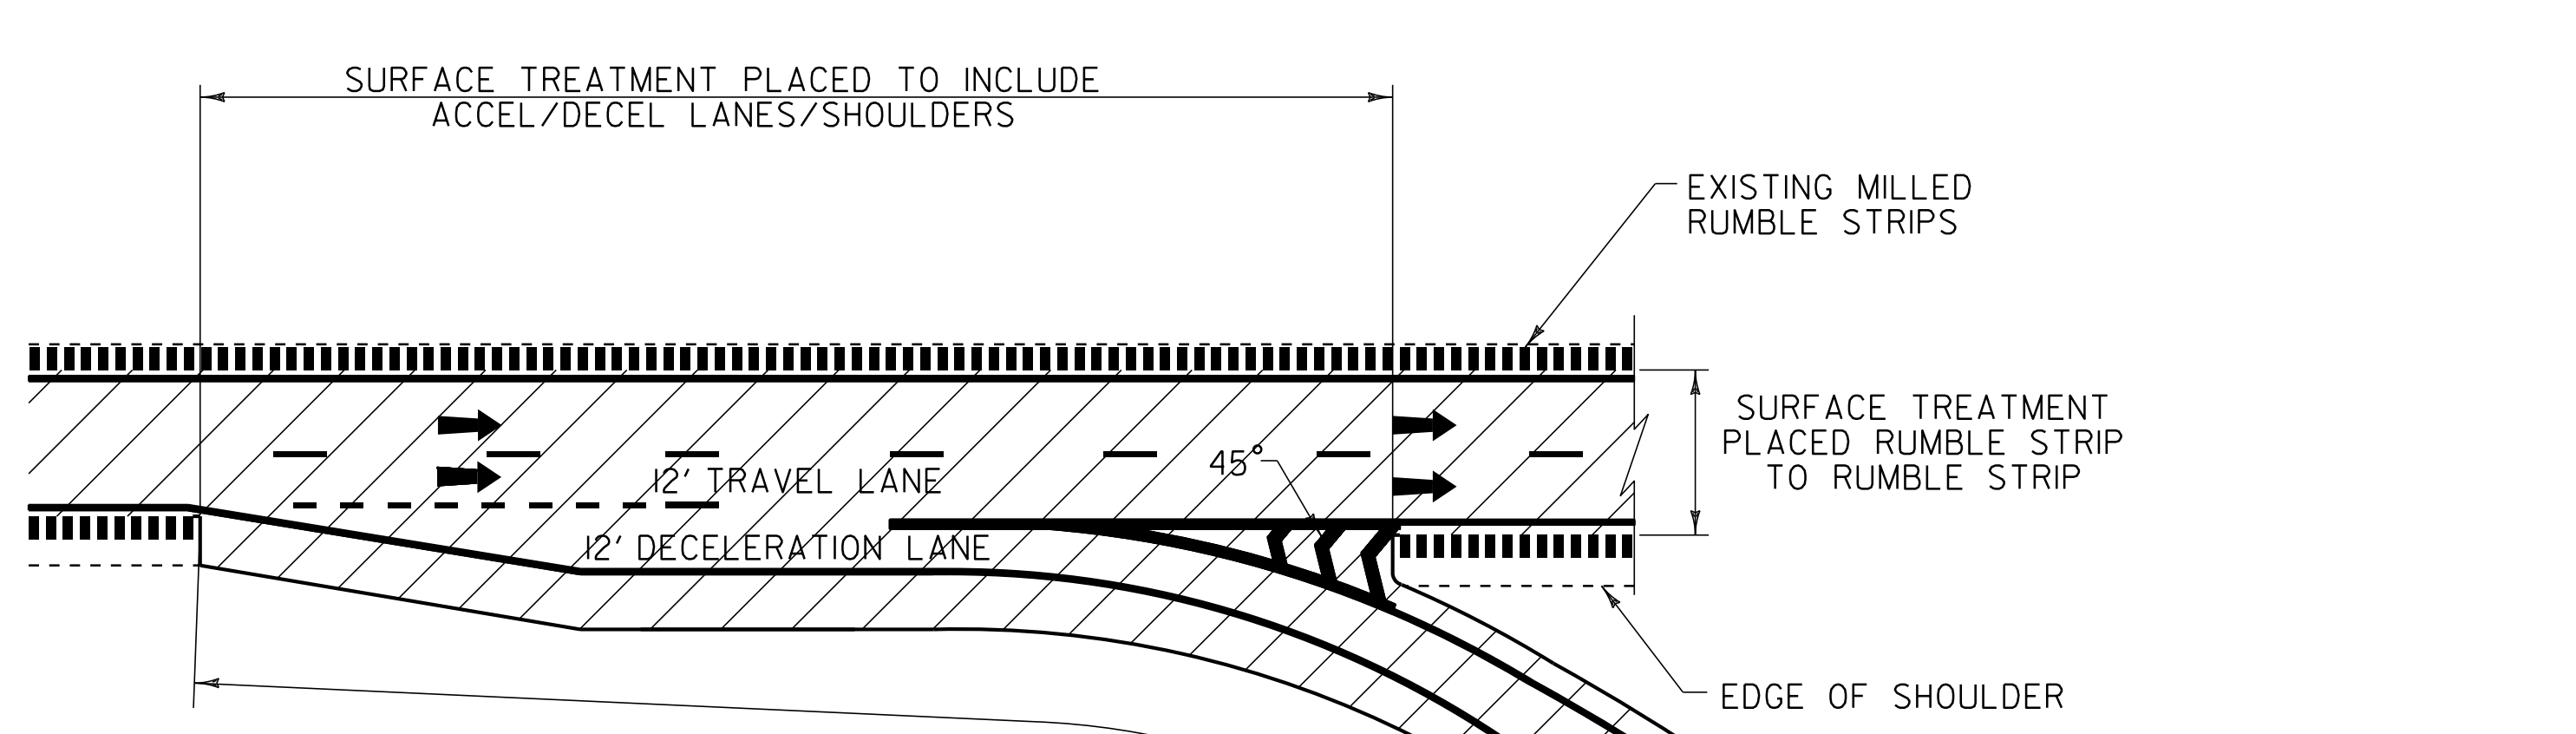 SURFACE TREATMENT PLACED TO INCLUDE
ACCEL/DECEL LANES/SHOULDERS
EXISTING MILLED
RUMBLE STRIPS
SURFACE TREATMENT
PLACED RUMBLE STRIP
TO RUMBLE STRIP
45°
12' TRAVEL LANE
12' DECELERATION LANE
EDGE OF SHOULDER